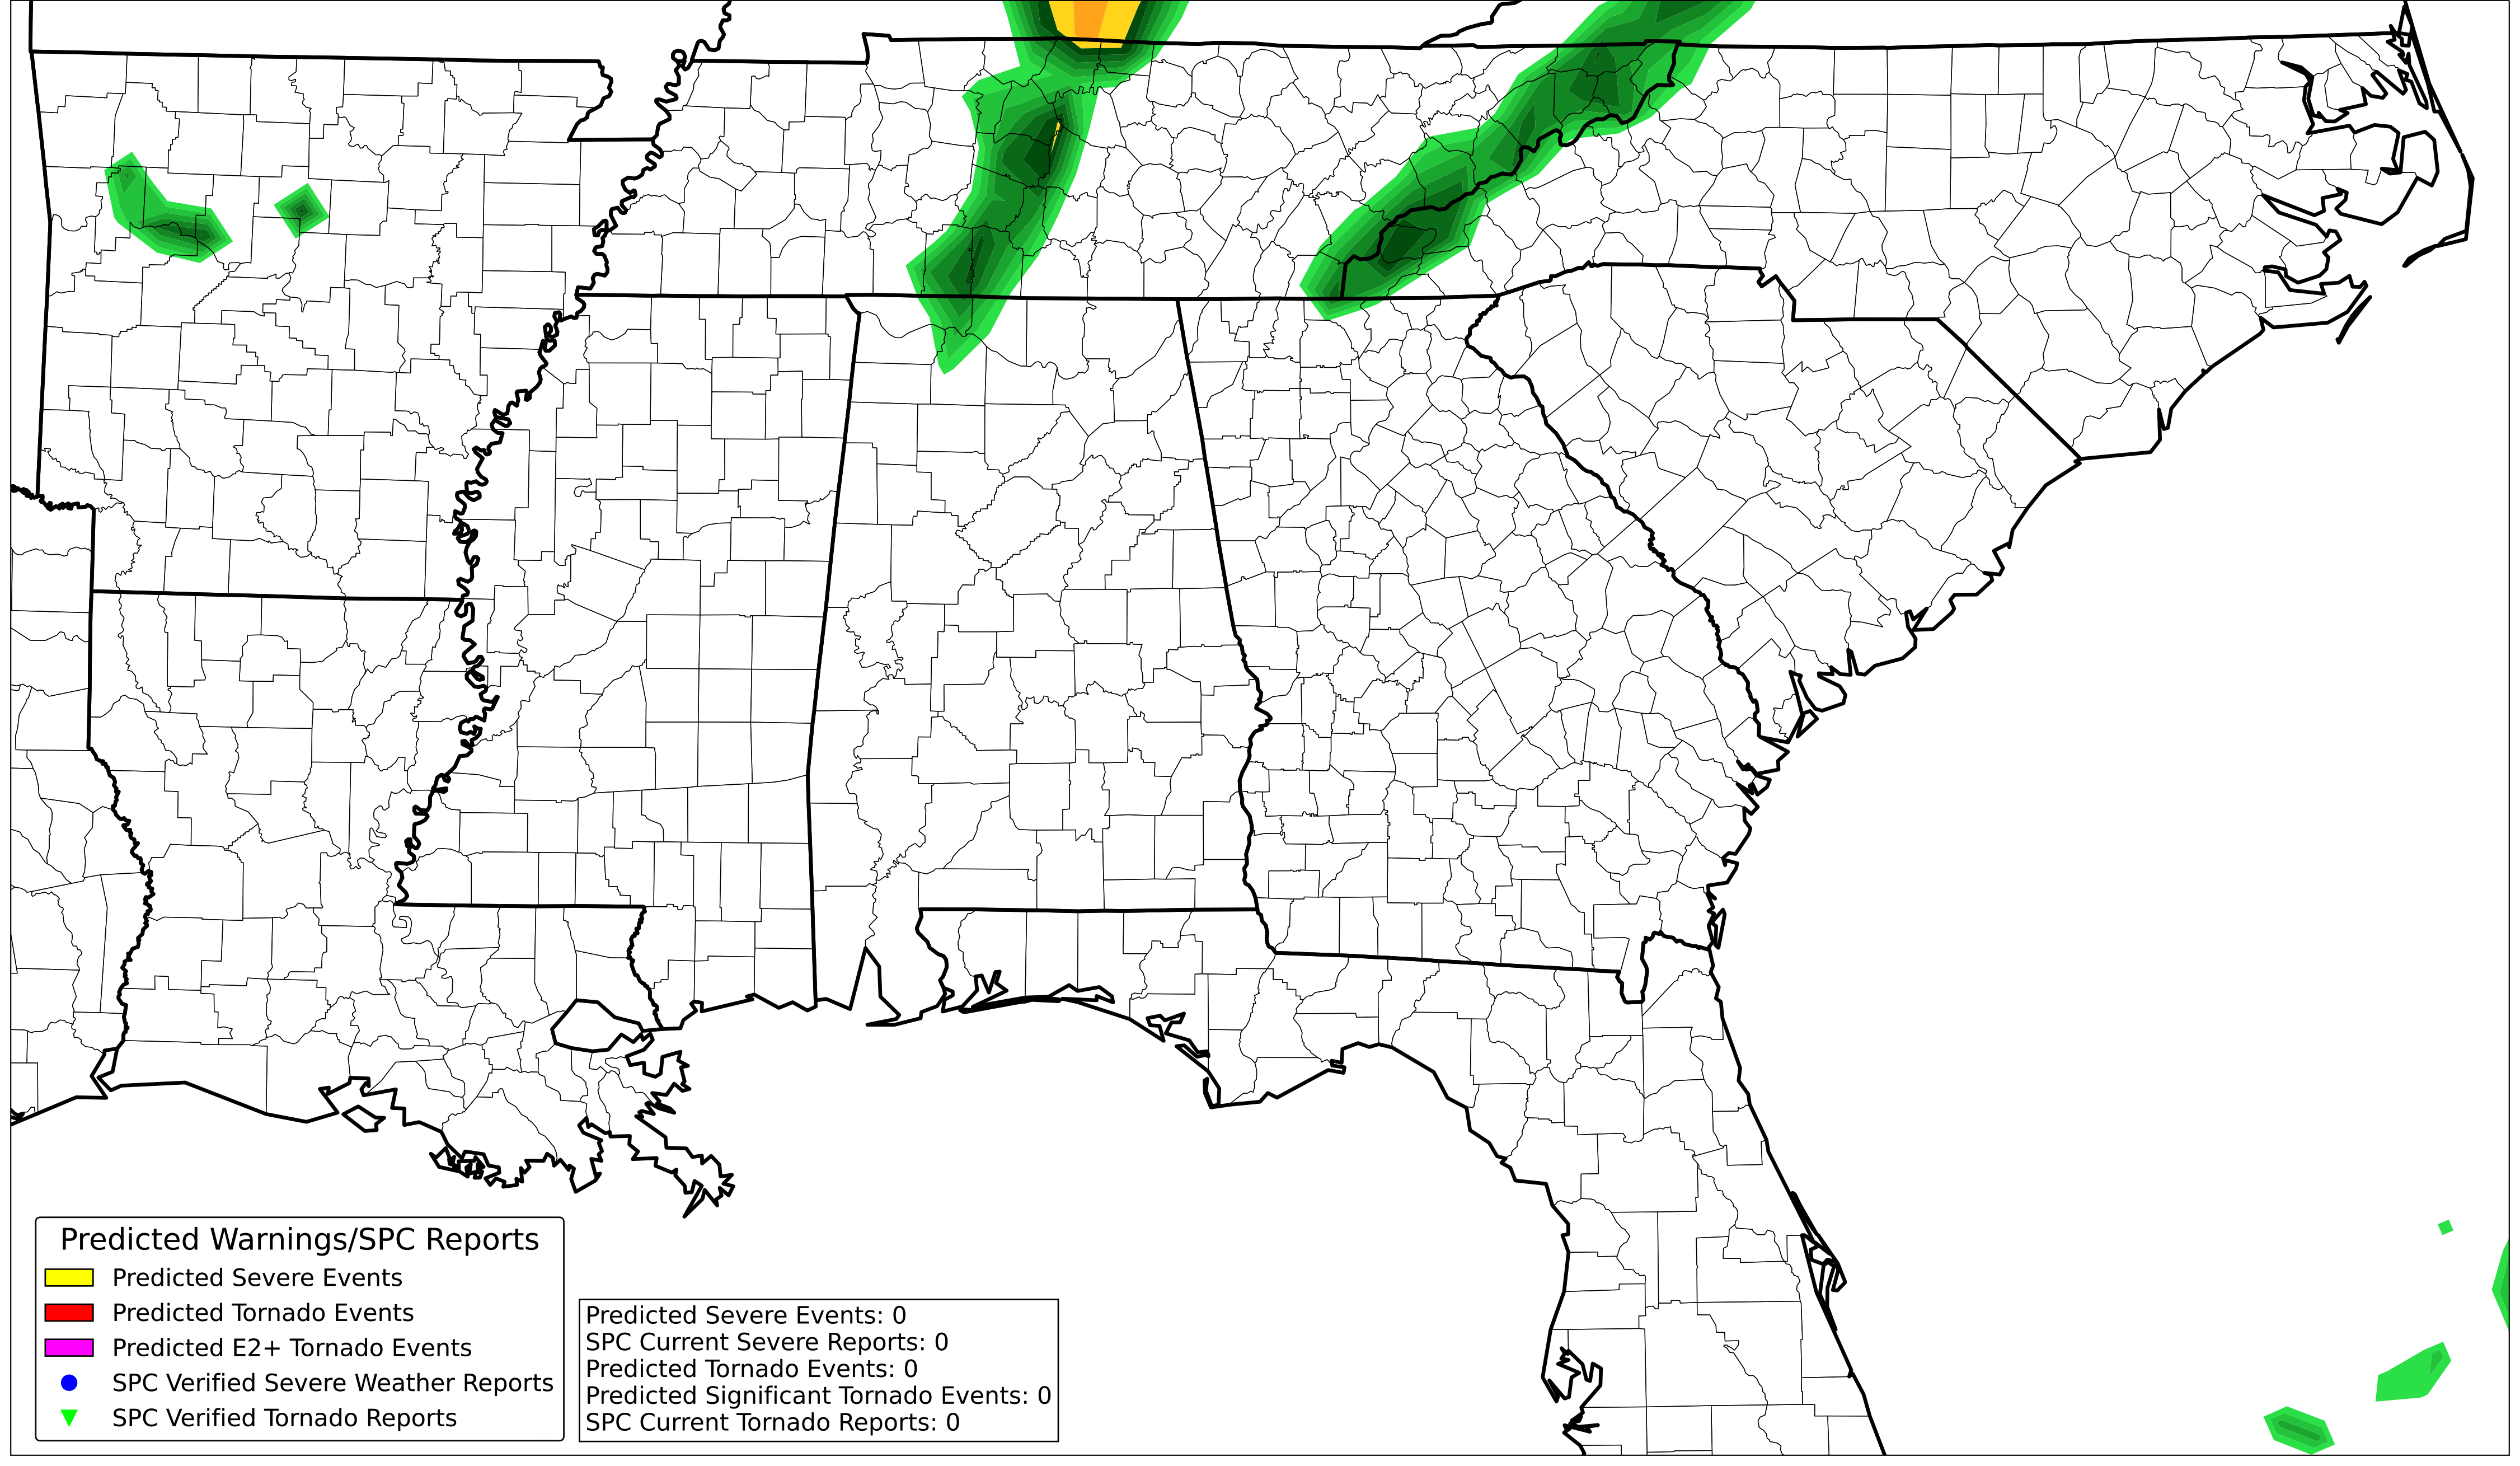 Predicted Warnings/SPC Reports
Predicted Severe Events
Predicted Tornado Events
Predicted E2+ Tornado Events
SPC Verified Severe Weather Reports
SPC Verified Tornado Reports
Predicted Severe Events: 0
SPC Current Severe Reports: 0
Predicted Tornado Events: 0
Predicted Significant Tornado Events: 0
SPC Current Tornado Reports: 0